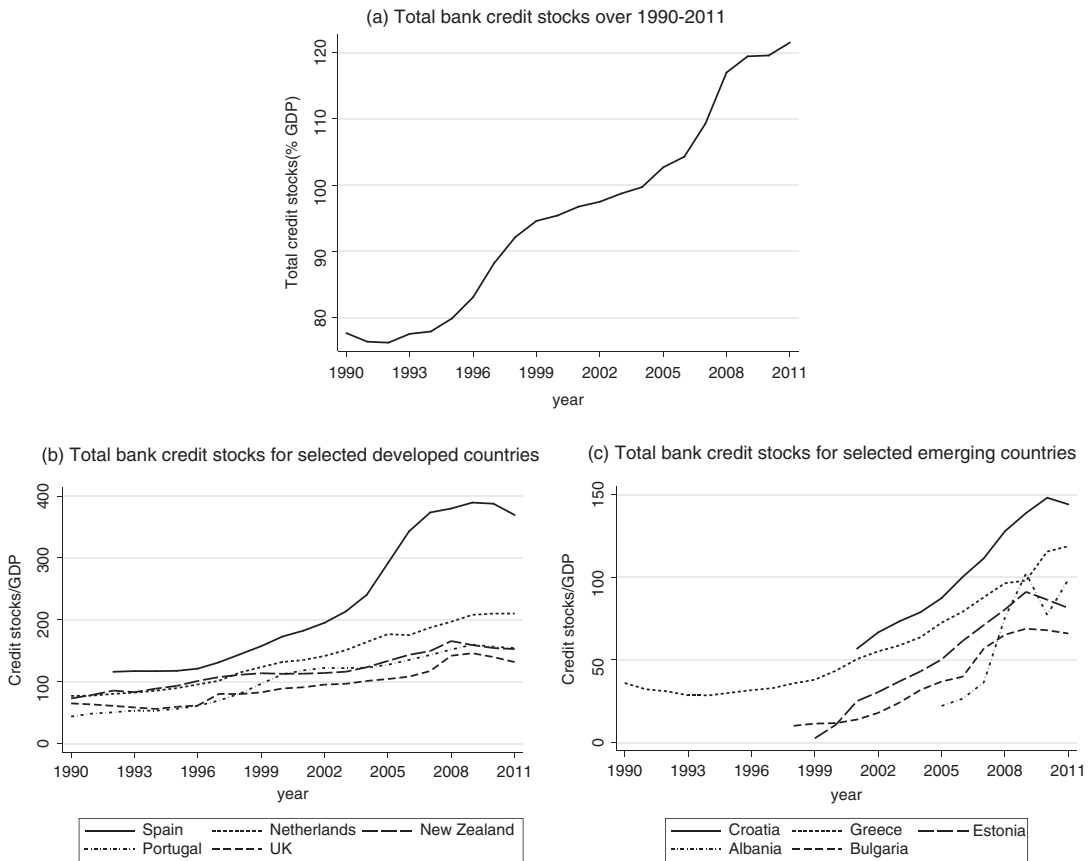 (a) Total bank credit stocks over 1990-2011
Total credit stocks(% GDP)
120
110
100
90
80
1990 1993 1996 1999 2002 2005 2008 2011
year
(b) Total bank credit stocks for selected developed countries
Credit stocks/GDP
400
300
200
100
0
1990 1993 1996 1999 2002 2005 2008 2011
year
Spain Netherlands New Zealand
Portugal UK
(c) Total bank credit stocks for selected emerging countries
Credit stocks/GDP
150
100
50
0
1990 1993 1996 1999 2002 2005 2008 2011
year
Croatia Greece Estonia
Albania Bulgaria